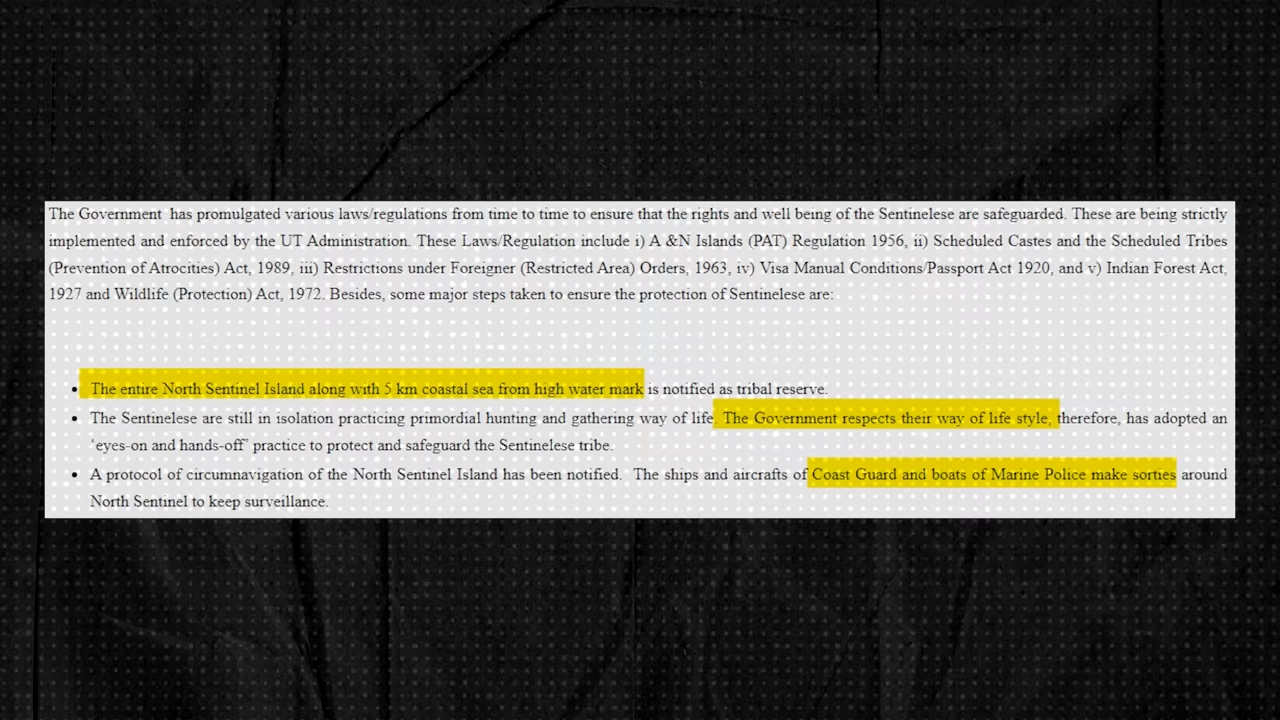 The Government has promulgated various laws/regulations from time to time to ensure that the rights and well being of the Sentinelese are safeguarded. These are being strictly
implemented and enforced by the UT Administration. These Laws/Regulation include i) A &N Islands (PAT) Regulation 1956, ii) Scheduled Castes and the Scheduled Tribes
(Prevention of Atrocities) Act, 1989, iii) Restrictions under Foreigner (Restricted Area) Orders, 1963, iv) Visa Manual Conditions/Passport Act 1920, and v) Indian Forest Act,
1927 and Wildlife (Protection) Act, 1972. Besides, some major steps taken to ensure the protection of Sentinelese are:
• The entire North Sentinel Island along with 5 km coastal sea from high water mark is notified as tribal reserve.
• The Sentinelese are still in isolation practicing primordial hunting and gathering way of life. The Government respects their way of life style, therefore, has adopted an
‘eyes-on and hands-off’ practice to protect and safeguard the Sentinelese tribe.
• A protocol of circumnavigation of the North Sentinel Island has been notified. The ships and aircrafts of Coast Guard and boats of Marine Police make sorties around
North Sentinel to keep surveillance.